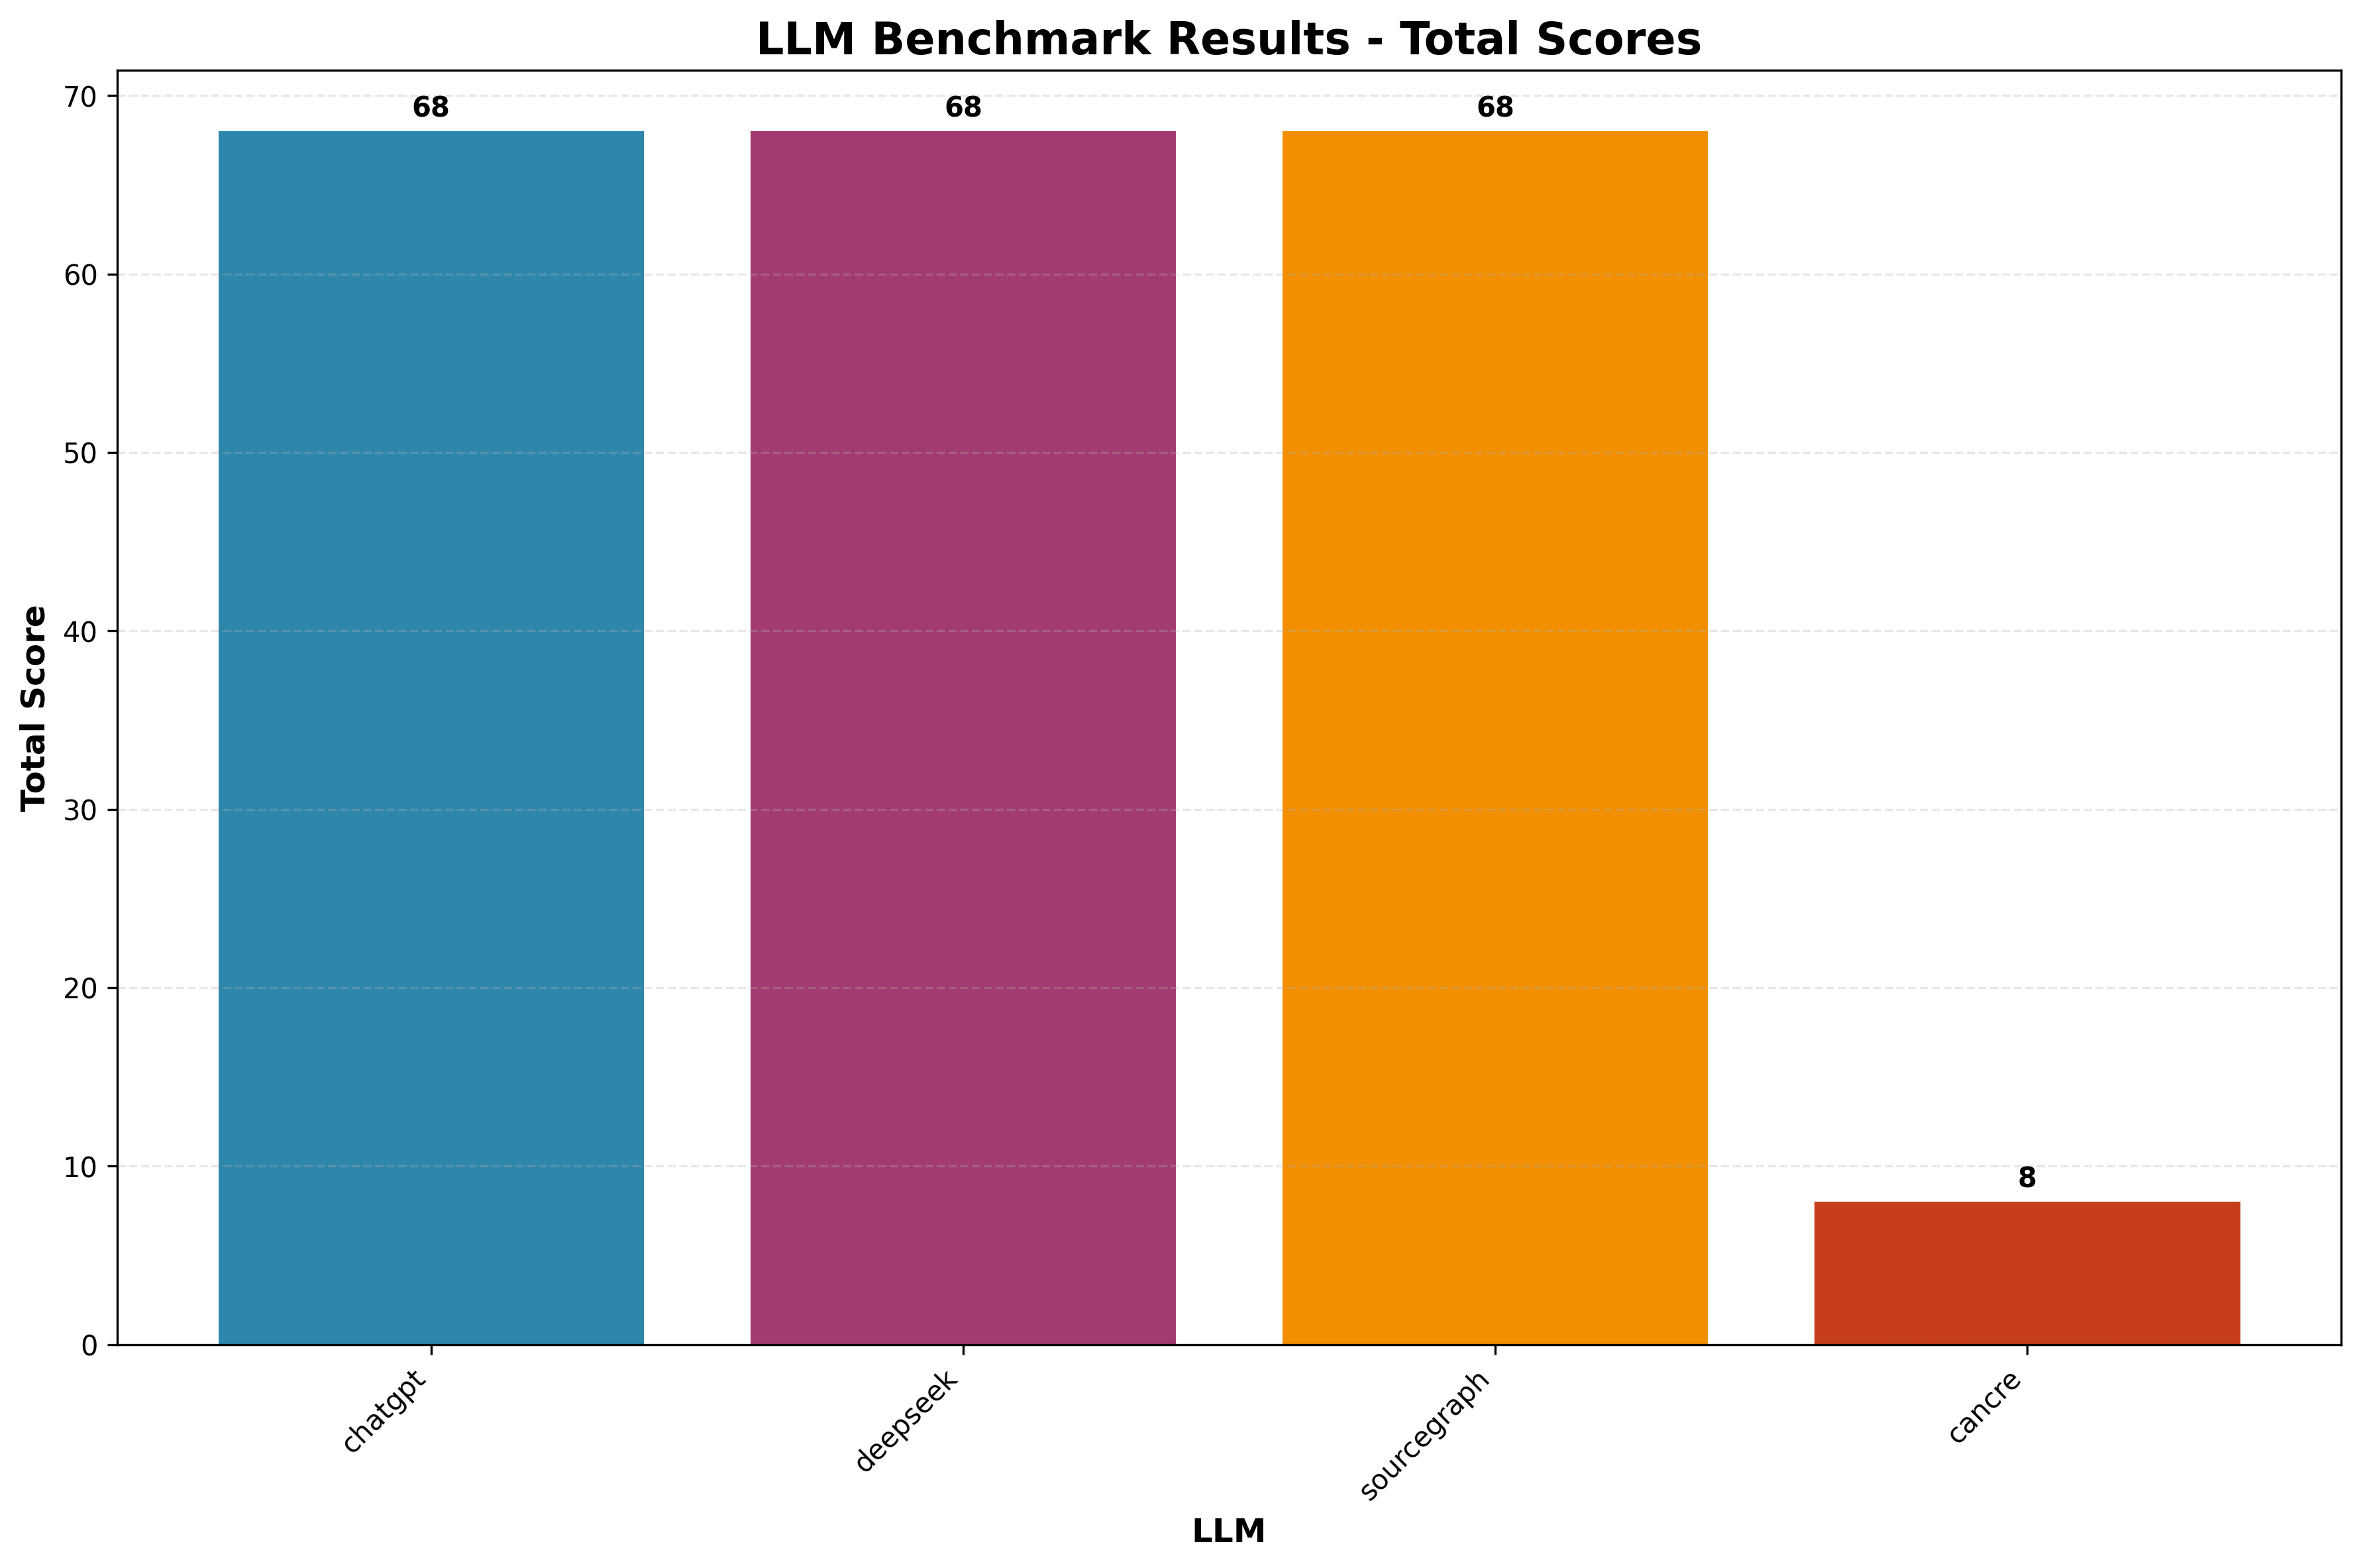 LLM Benchmark Results - Total Scores
Total Score
70
60
50
40
30
20
10
0
68
68
68
8
chatgpt
deepseek
sourcegraph
cancre
LLM